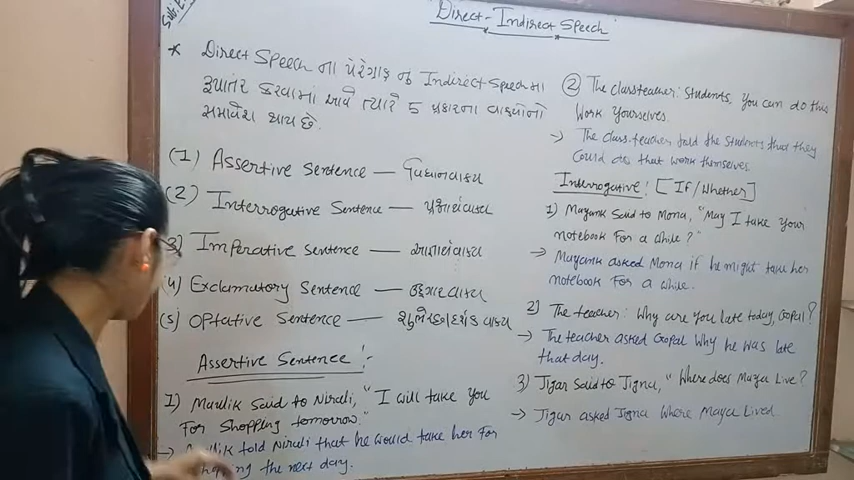 Direct-Indirect Speech
* Direct Speech ના પેરેગ્રાફ જ Indirect Speech મા
રૂપાંતર કરવામાં આવે ત્યારે 5 પ્રકારના વાક્યોનો
સમાવેશ થાય છે.
(1) Assertive Sentence — વિધાનવાક્ય
(2) Interrogative Sentence — પ્રશ્નાર્થવાક્ય
(3) Imperative Sentence — આજ્ઞાર્થવાક્ય
(4) Exclamatory Sentence — ઉદ્ગારવાક્ય
(5) Optative Sentence — વાક્ય
Assertive Sentence :-
1) Maulik Said to Nirali, "I will take you
For Shopping tomorrow."
→ Maulik told Nirali that he would take her For
Shopping the next day.
② The classteacher: Students, You can do this
Work Yourselves.
→ The class teacher told the Students that they
Could do that work themselves.
Interrogative : [If/Whether]
1) Mayank Said to Mona, "May I take Your
notebook For a while?"
→ Mayank asked Mona if he might take her
notebook For a while.
2) The teacher: Why are you late today, Gopal?
→ The teacher asked Gopal Why he was late
that day.
3) Jigar Said to Jigna, "Where does Maya Live?
→ Jigar asked Jigna where Maya Lived.